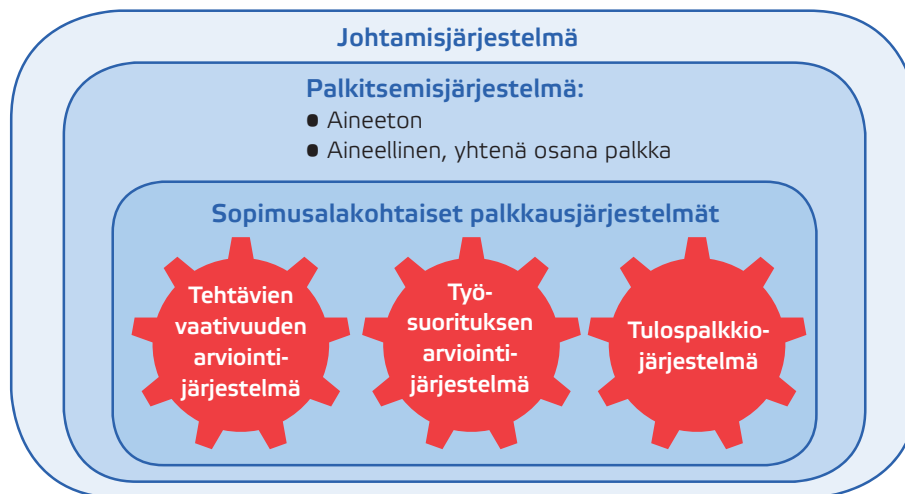 Johtamisjärjestelmä
Palkitsemisjärjestelmä:
● Aineeton
● Aineellinen, yhtenä osana palkka
Sopimusalakohtaiset palkkausjärjestelmät
Tehtävien
vaativuuden
arviointi-
järjestelmä
Työ-
suorituksen
arviointi-
järjestelmä
Tulospalkkio-
järjestelmä